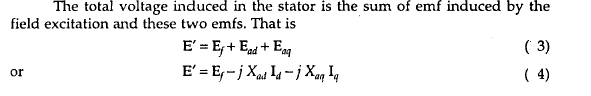 The total voltage induced in the stator is the sum of emf induced by the
field excitation and these two emfs. That is
E′ = E_f + E_ad + E_aq ( 3)
or E′ = E_f − j X_ad I_d − j X_aq I_q ( 4)